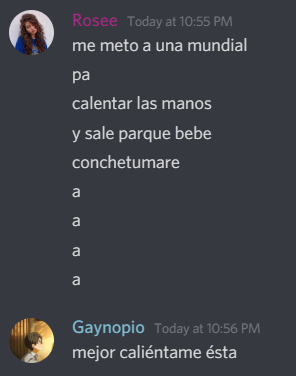 Rosee Today at 10:55 PM
me meto a una mundial
pa
calentar las manos
y sale parque bebe
conchetumare
a
a
a
a
Gaynopio Today at 10:56 PM
mejor caliéntame ésta